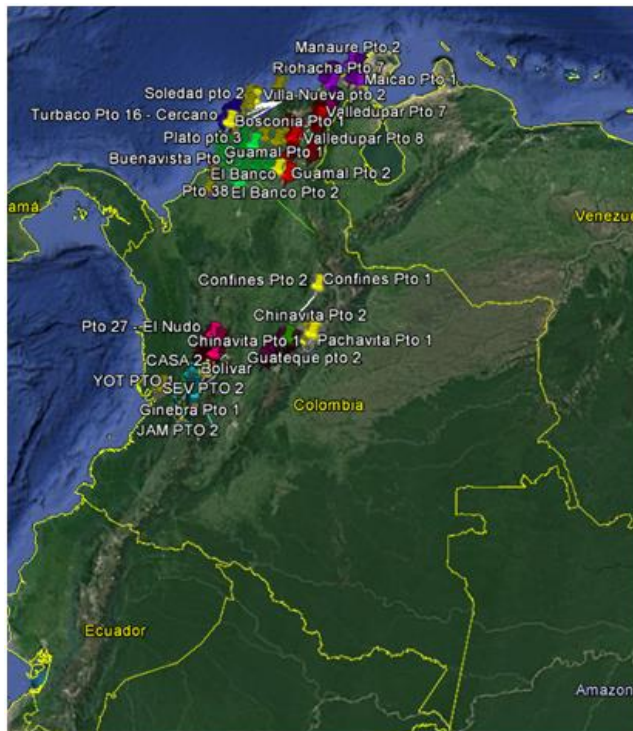 Manaure Pto 2
Riohacha Pto 7
Maicao Pto 1
Soledad pto 2
Villa Nueva pto 2
Turbaco Pto 16 - Cercano
Valledupar Pto 7
Bosconia Pto 1
Plato pto 3
Valledupar Pto 8
Guamal Pto 1
Buenavista Pto
El Banco
Guamal Pto 2
Pto 38
El Banco Pto 2
amá
Venezue
Confines Pto 2
Confines Pto 1
Chinavita Pto 2
Pto 27 - El Nudo
Chinavita Pto 1
Pachavita Pto 1
Guateque pto 2
CASA 2
Bolivar
YOT PTO 1
SEV PTO 2
Colombia
Ginebra Pto 1
JAM PTO 2
Ecuador
Amazon